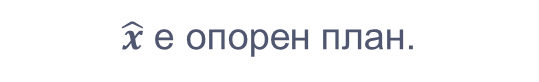 x̂ е опорен план.